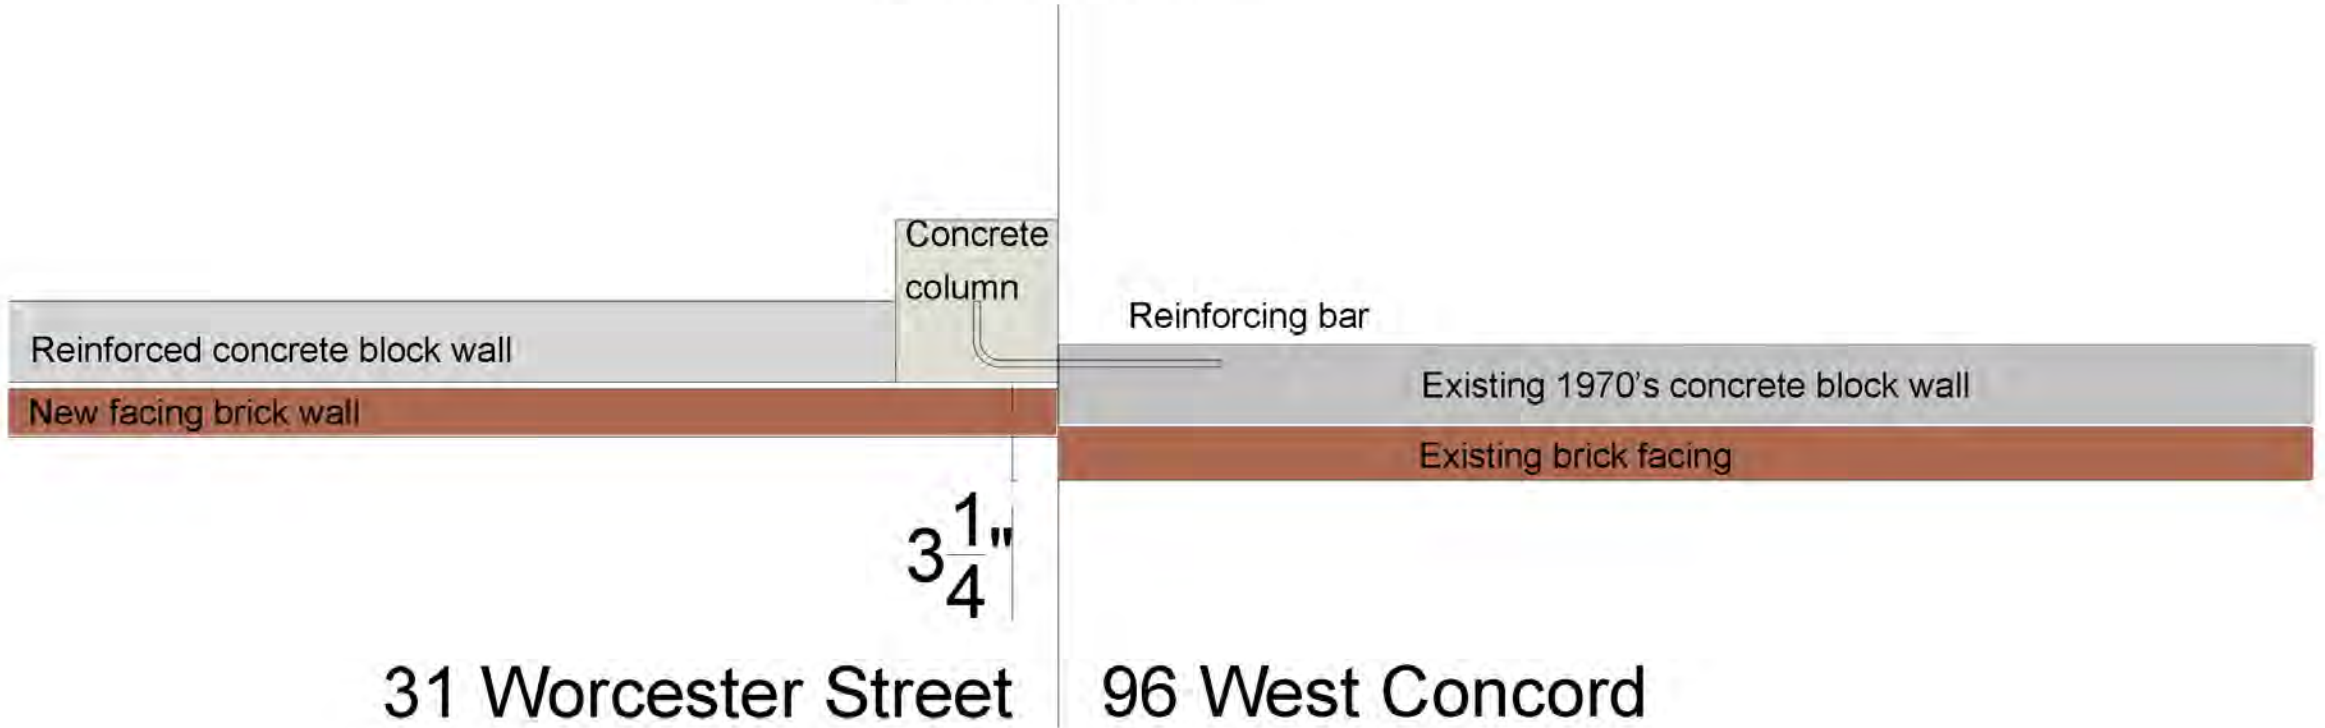 Concrete
column
Reinforcing bar
Reinforced concrete block wall
Existing 1970's concrete block wall
New facing brick wall
Existing brick facing
3 1/4"
31 Worcester Street
96 West Concord